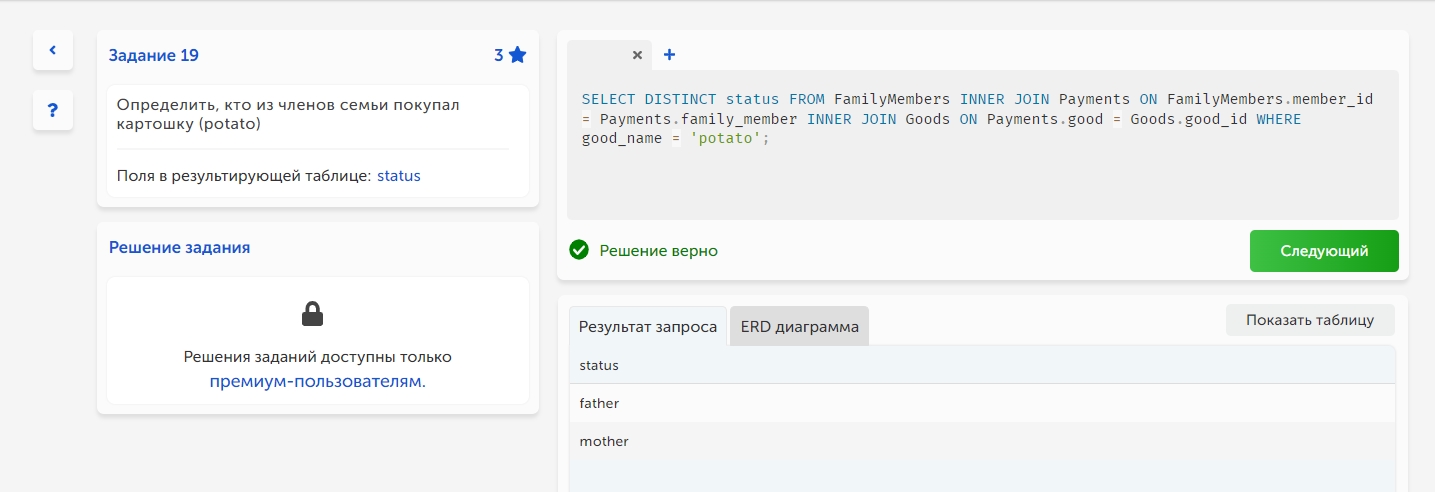 Задание 19
3
Определить, кто из членов семьи покупал
картошку (potato)
Поля в результирующей таблице: status
?
Решение задания
Решения заданий доступны только
премиум-пользователям.
SELECT DISTINCT status FROM FamilyMembers INNER JOIN Payments ON FamilyMembers.member_id
= Payments.family_member INNER JOIN Goods ON Payments.good = Goods.good_id WHERE
good_name = 'potato';
Решение верно
Следующий
Результат запроса
ERD диаграмма
Показать таблицу
status
father
mother